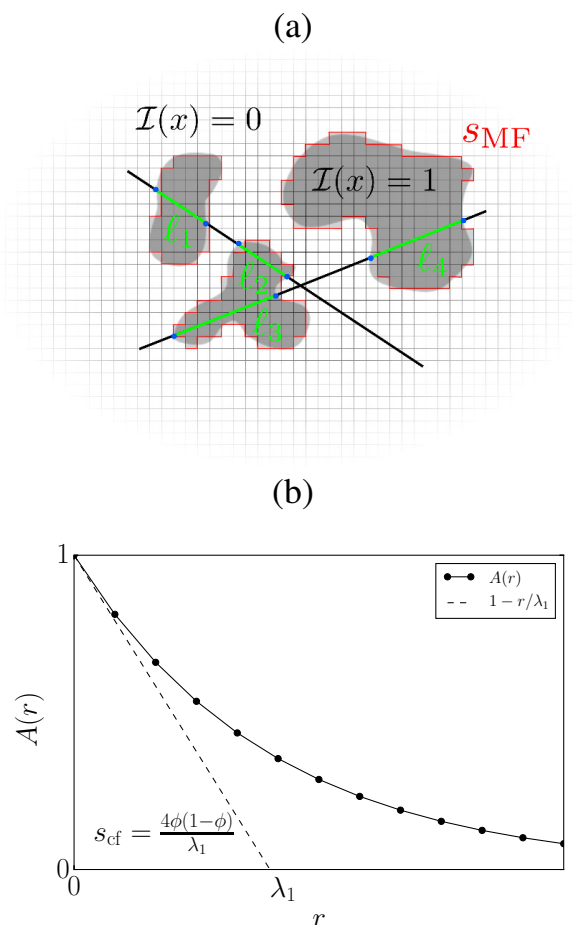 (a)
𝓘(x) = 0
s_MF
𝓘(x) = 1
ℓ₁
ℓ₂
ℓ₃
ℓ₄
(b)
1
A(r)
1 − r/λ₁
A(r)
s_cf = 4ϕ(1−ϕ)/λ₁
0
0
λ₁
r